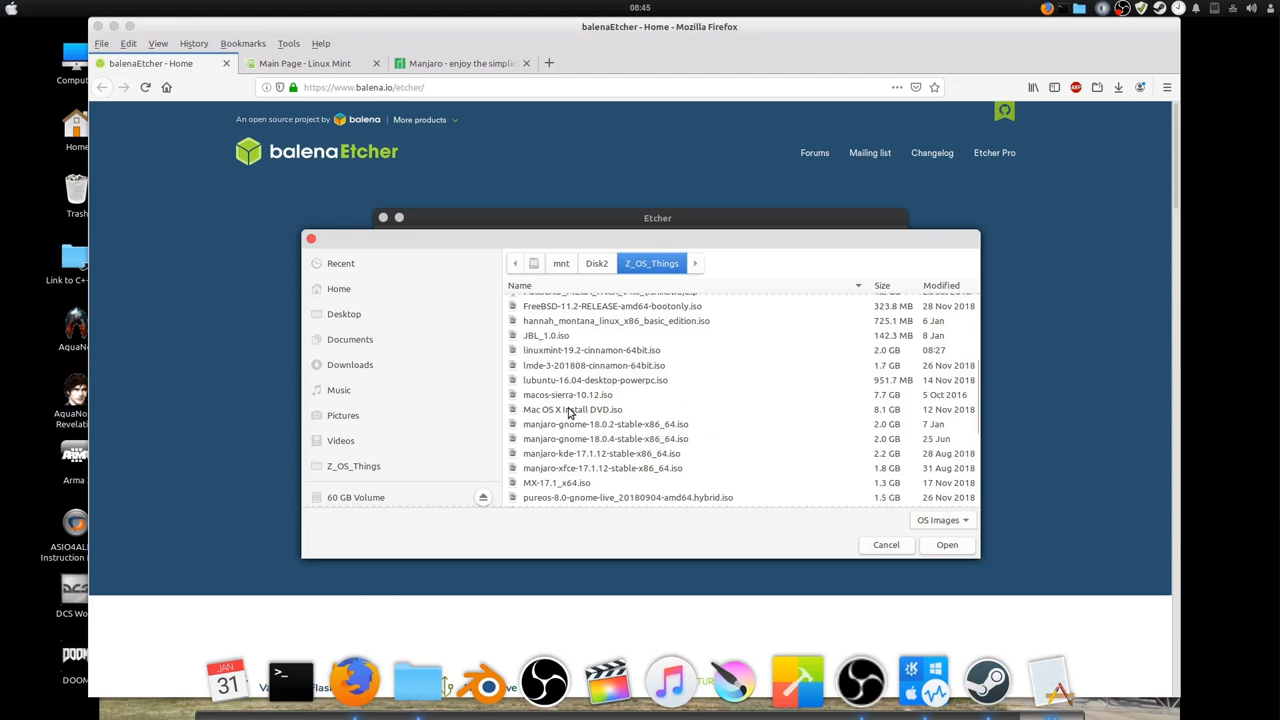 08:45
balenaEtcher - Home - Mozilla Firefox
File Edit View History Bookmarks Tools Help
balenaEtcher - Home
Main Page - Linux Mint
Manjaro - enjoy the simplic
https://www.balena.io/etcher/
An open source project by balena More products
balenaEtcher
Forums Mailing list Changelog Etcher Pro
Etcher
Recent
Home
Desktop
Documents
Downloads
Music
Pictures
Videos
Z_OS_Things
60 GB Volume
mnt Disk2 Z_OS_Things
Name Size Modified
FreeBSD-11.2-RELEASE-amd64-bootonly.iso 323.8 MB 28 Nov 2018
hannah_montana_linux_x86_basic_edition.iso 725.1 MB 6 Jan
JBL_1.0.iso 142.3 MB 8 Jan
linuxmint-19.2-cinnamon-64bit.iso 2.0 GB 08:27
lmde-3-201808-cinnamon-64bit.iso 1.7 GB 26 Nov 2018
lubuntu-16.04-desktop-powerpc.iso 951.7 MB 14 Nov 2018
macos-sierra-10.12.iso 7.7 GB 5 Oct 2016
Mac OS X Install DVD.iso 8.1 GB 12 Nov 2018
manjaro-gnome-18.0.2-stable-x86_64.iso 2.0 GB 7 Jan
manjaro-gnome-18.0.4-stable-x86_64.iso 2.0 GB 25 Jun
manjaro-kde-17.1.12-stable-x86_64.iso 2.2 GB 28 Aug 2018
manjaro-xfce-17.1.12-stable-x86_64.iso 1.8 GB 31 Aug 2018
MX-17.1_x64.iso 1.3 GB 17 Nov 2018
pureos-8.0-gnome-live_20180904-amd64.hybrid.iso 1.5 GB 26 Nov 2018
OS Images
Cancel Open
Comput
Home
Trash
Link to C++
AquaNo
AquaNo
Revelati
Arma
ASIO4ALL
Instruction
DCS Wo
DOOM
JAN
31